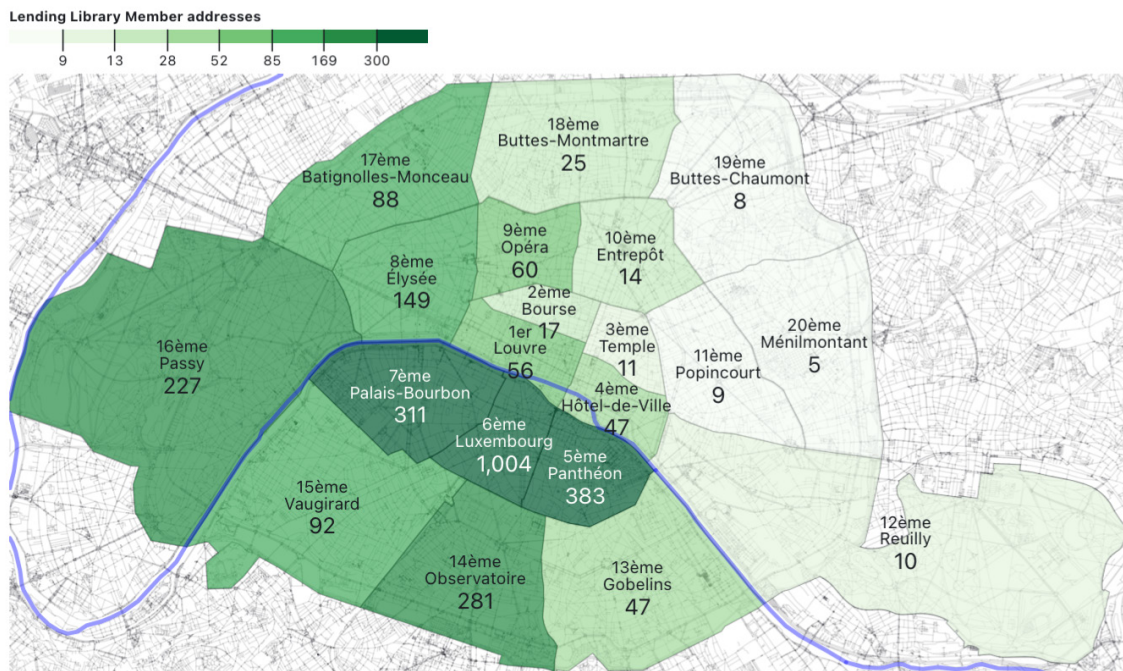 Lending Library Member addresses
9 13 28 52 85 169 300
18ème
Buttes-Montmartre
25
17ème
Batignolles-Monceau
88
19ème
Buttes-Chaumont
8
9ème
Opéra
60
10ème
Entrepôt
14
8ème
Élysée
149
2ème
Bourse
17
1er
Louvre
56
3ème
Temple
11
20ème
Ménilmontant
5
11ème
Popincourt
9
16ème
Passy
227
7ème
Palais-Bourbon
311
4ème
Hôtel-de-Ville
47
6ème
Luxembourg
1,004
5ème
Panthéon
383
15ème
Vaugirard
92
12ème
Reuilly
10
14ème
Observatoire
281
13ème
Gobelins
47